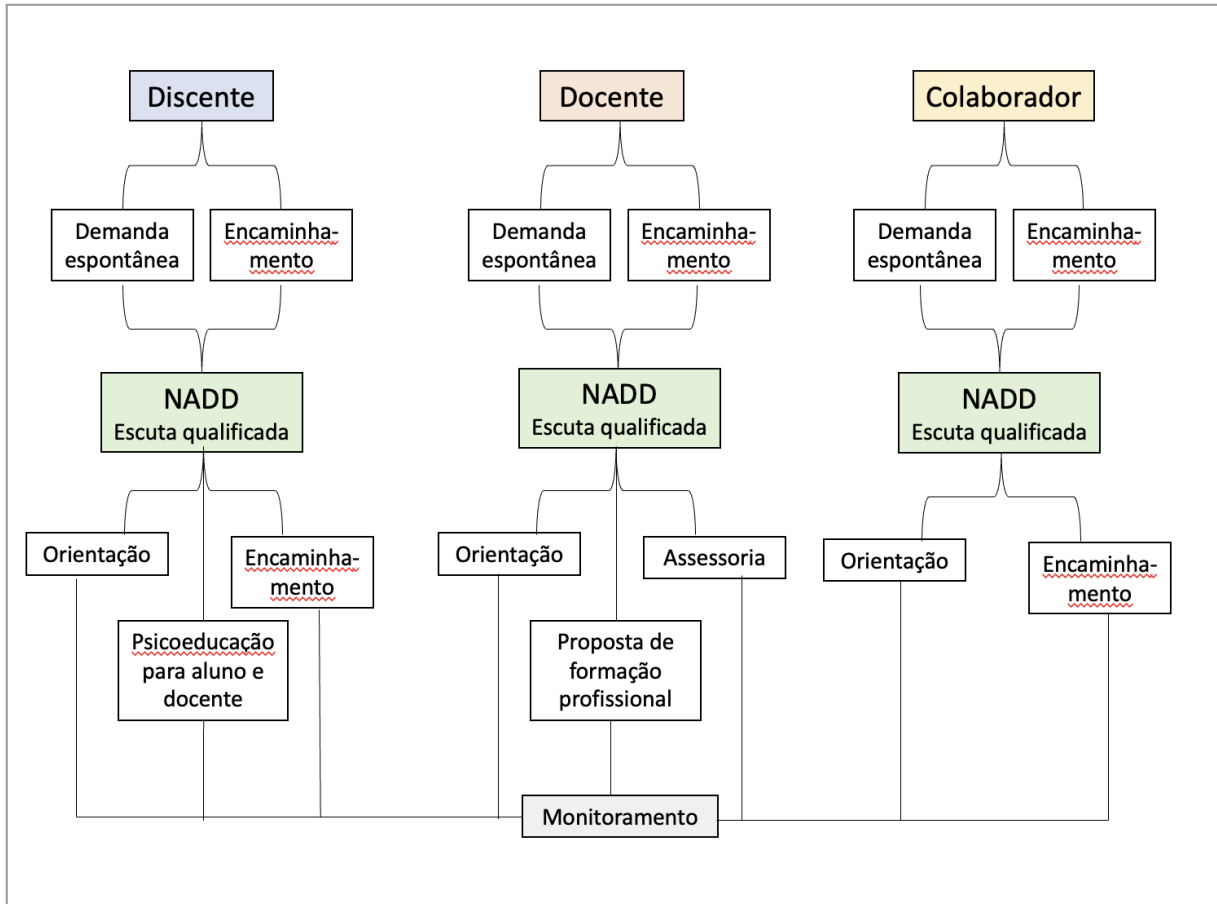 Discente
Docente
Colaborador
Demanda
espontânea
Encaminha-
mento
Demanda
espontânea
Encaminha-
mento
Demanda
espontânea
Encaminha-
mento
NADD
Escuta qualificada
NADD
Escuta qualificada
NADD
Escuta qualificada
Orientação
Encaminha-
mento
Psicoeducação
para aluno e
docente
Orientação
Assessoria
Proposta de
formação
profissional
Orientação
Encaminha-
mento
Monitoramento